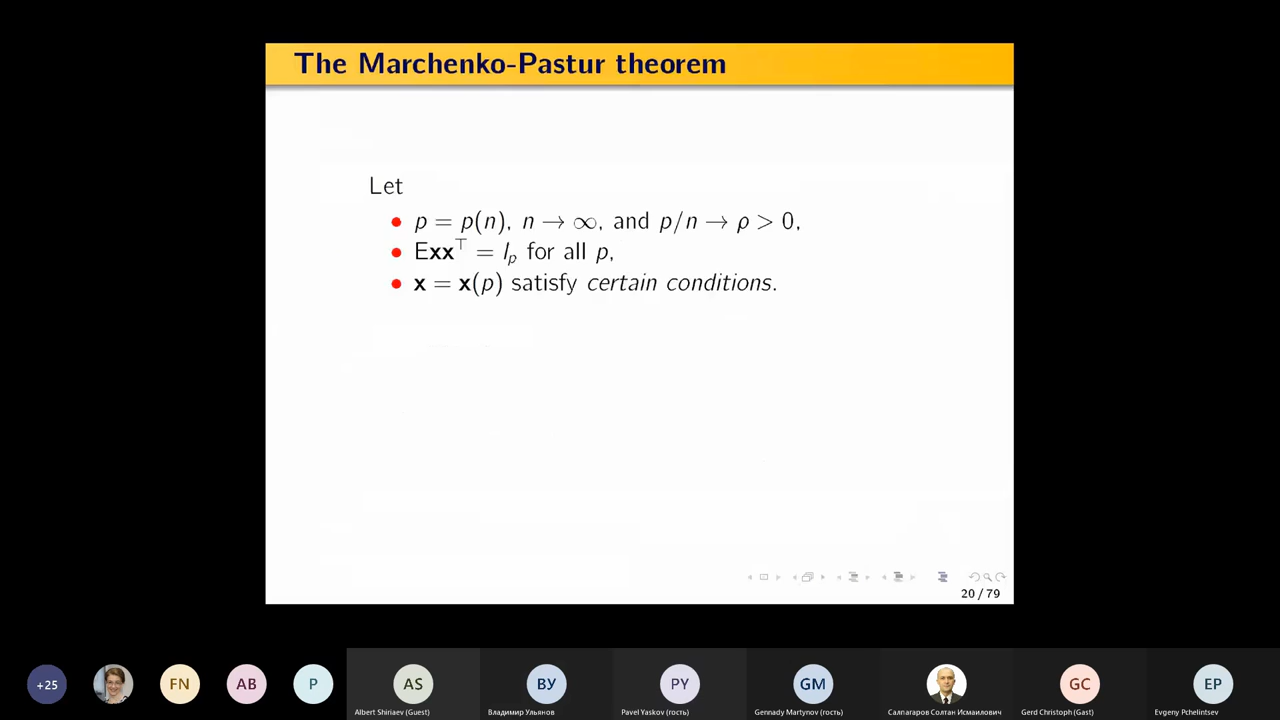 The Marchenko-Pastur theorem
Let
• p = p(n), n → ∞, and p/n → ρ > 0,
• Exx⊤ = Iₚ for all p,
• x = x(p) satisfy certain conditions.
20 / 79
+25
FN
AB
P
AS
ВУ
PY
GM
GC
EP
Albert Shiriaev (Guest)
Владимир Ульянов
Pavel Yaskov (гость)
Gennady Martynov (гость)
Салпагаров Солтан Исмаилович
Gerd Christoph (Gast)
Evgeny Pchelintsev